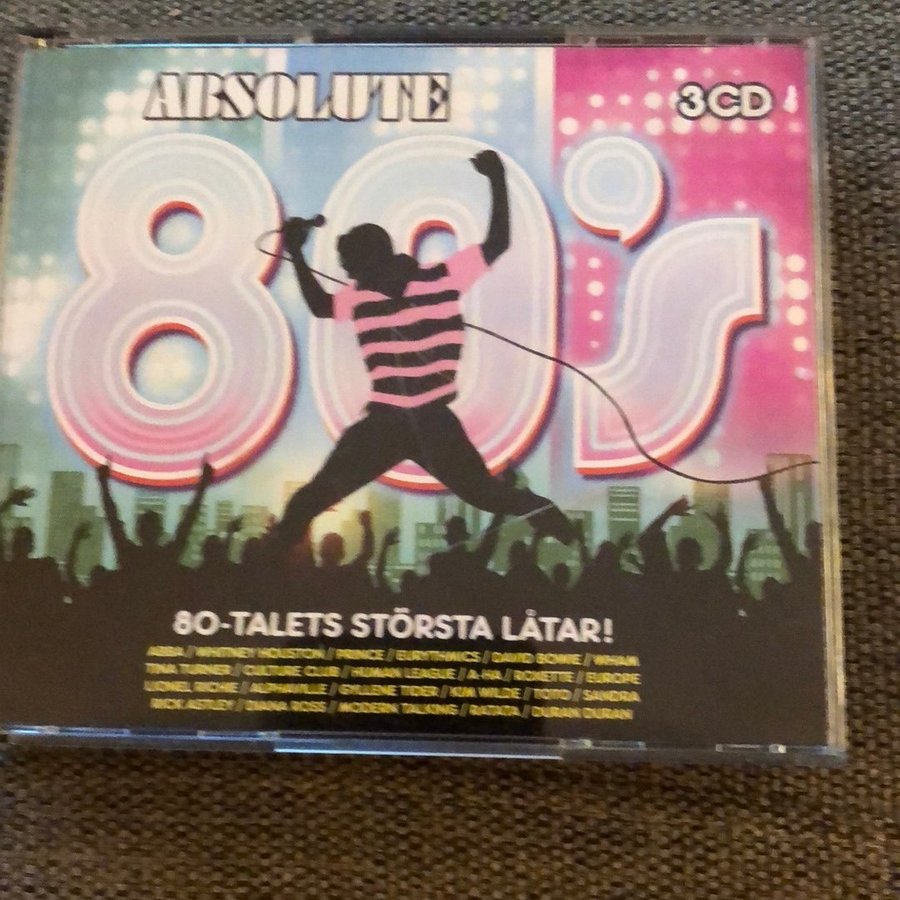 ABSOLUTE
3CD
80's
80-TALETS STÖRSTA LÅTAR!
ABBA / WHITNEY HOUSTON / PRINCE / EURYTHMICS / DAVID BOWIE / WHAM
TINA TURNER / CULTURE CLUB / HUMAN LEAGUE / A-HA / ROXETTE / EUROPE
LIONEL RICHIE / ALPHAVILLE / GYLLENE TIDER / KIM WILDE / TOTO / SANDRA
RICK ASTLEY / DIANA ROSS / MODERN TALKING / RATATA / DURAN DURAN